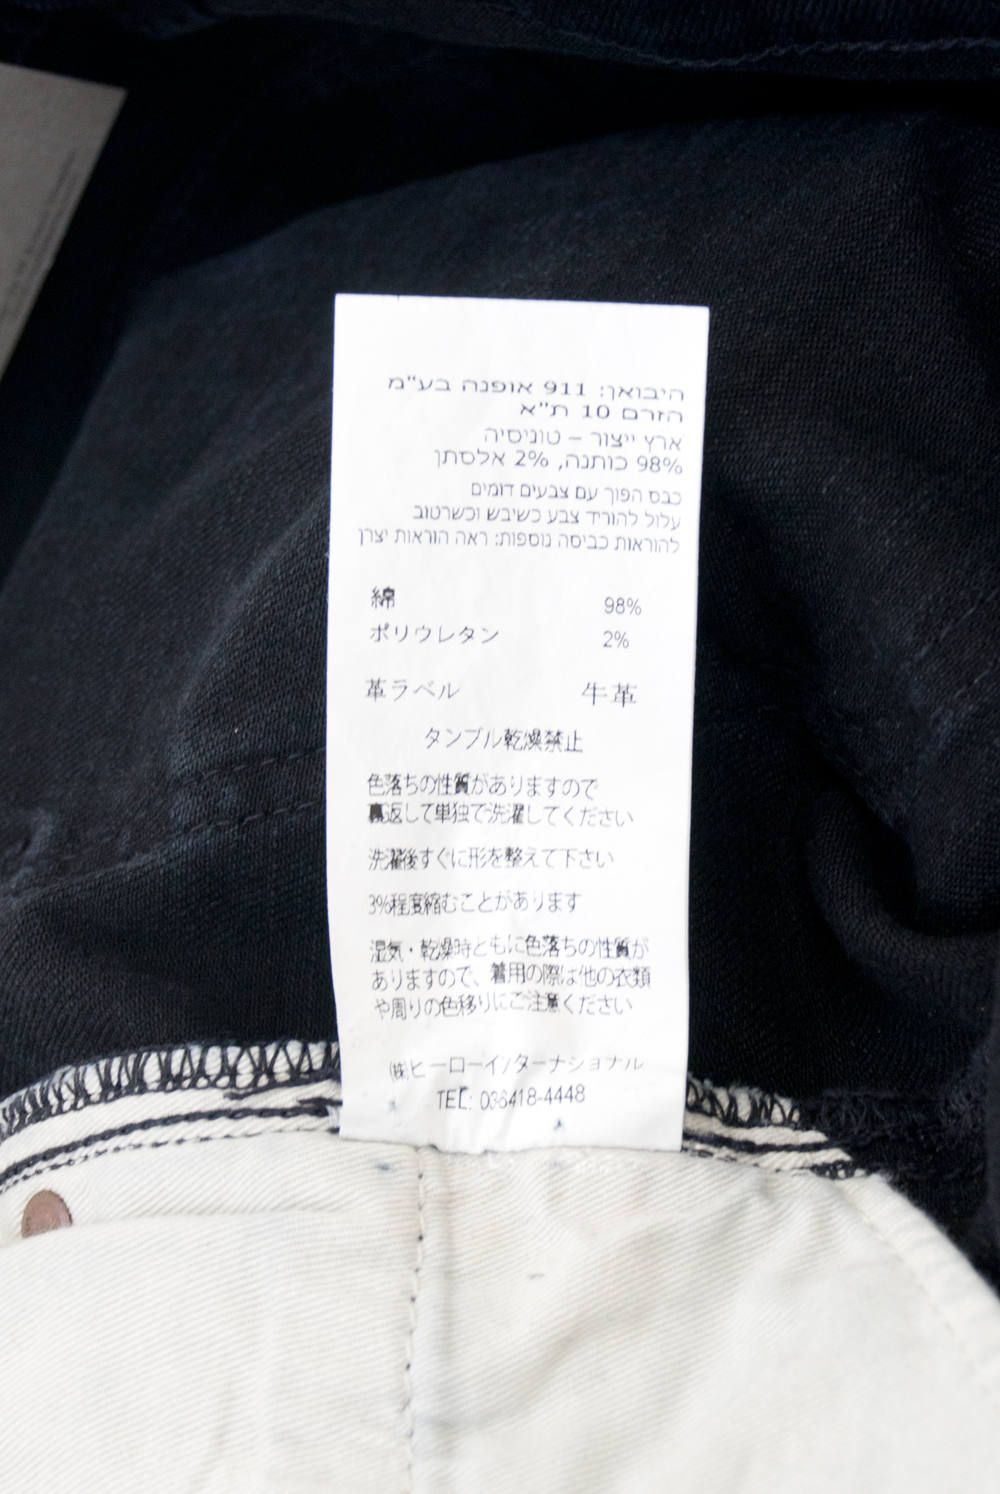 היבואן: 911 אופנה בע"מ
הזרם 10 ת"א
ארץ ייצור – טוניסיה
98% כותנה, 2% אלסתן
כבס הפוך עם צבעים דומים
עלול להוריד צבע כשיבש וכשרטוב
להוראות כביסה נוספות: ראה הוראות יצרן
綿 98%
ポリウレタン 2%
革ラベル 牛革
タンブル乾燥禁止
色落ちの性質がありますので
裏返して単独で洗濯してください
洗濯後すぐに形を整えて下さい
3%程度縮むことがあります
湿気・乾燥時ともに色落ちの性質が
ありますので、着用の際は他の衣類
や周りの色移りにご注意ください
㈱ヒーローインターナショナル
TEL: 036418-4448